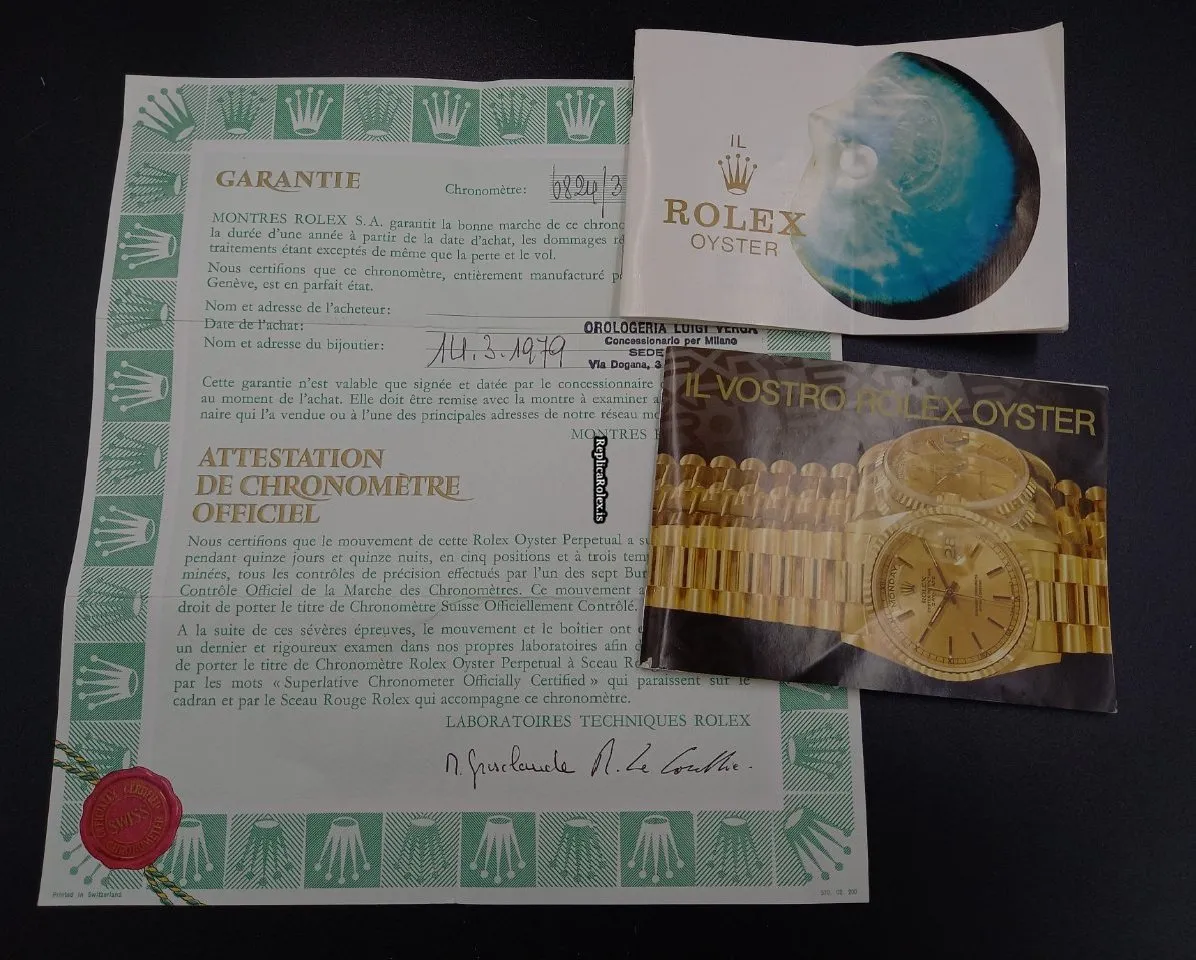 GARANTIE
Chronomètre: 6824/3
MONTRES ROLEX S.A. garantit la bonne marche de ce chrono
la durée d'une année à partir de la date d'achat, les dommages
traitements étant exceptés de même que la perte et le vol.
Nous certifions que ce chronomètre, entièrement manufacturé
Genève, est en parfait état.
Nom et adresse de l'acheteur:
Date de l'achat:
Nom et adresse du bijoutier:
14.3.1979
OROLOGERIA LUIGI VERGA
Concessionario per Milano
SEDE
Via Dogana, 3
Cette garantie n'est valable que signée et datée par le concessionnaire
au moment de l'achat. Elle doit être remise avec la montre à examiner
naire qui l'a vendue ou à l'une des principales adresses de notre réseau
MONTRES
ATTESTATION
DE CHRONOMÈTRE
OFFICIEL
Nous certifions que le mouvement de cette Rolex Oyster Perpetual a
pendant quinze jours et quinze nuits, en cinq positions et à trois
minées, tous les contrôles de précision effectués par l'un des sept
Contrôle Officiel de la Marche des Chronomètres. Ce mouvement
droit de porter le titre de Chronomètre Suisse Officiellement Contrôlé.
A la suite de ces sévères épreuves, le mouvement et le boîtier ont
un dernier et rigoureux examen dans nos propres laboratoires afin
de porter le titre de Chronomètre Rolex Oyster Perpetual à Sceau
par les mots «Superlative Chronometer Officially Certified» qui paraissent sur le
cadran et par le Sceau Rouge Rolex qui accompagne ce chronomètre.
LABORATOIRES TECHNIQUES ROLEX
Printed in Switzerland
SWISS
IL
ROLEX
OYSTER
IL VOSTRO ROLEX OYSTER
MONDAY
28
ROLEX
ReplicaRolex.is